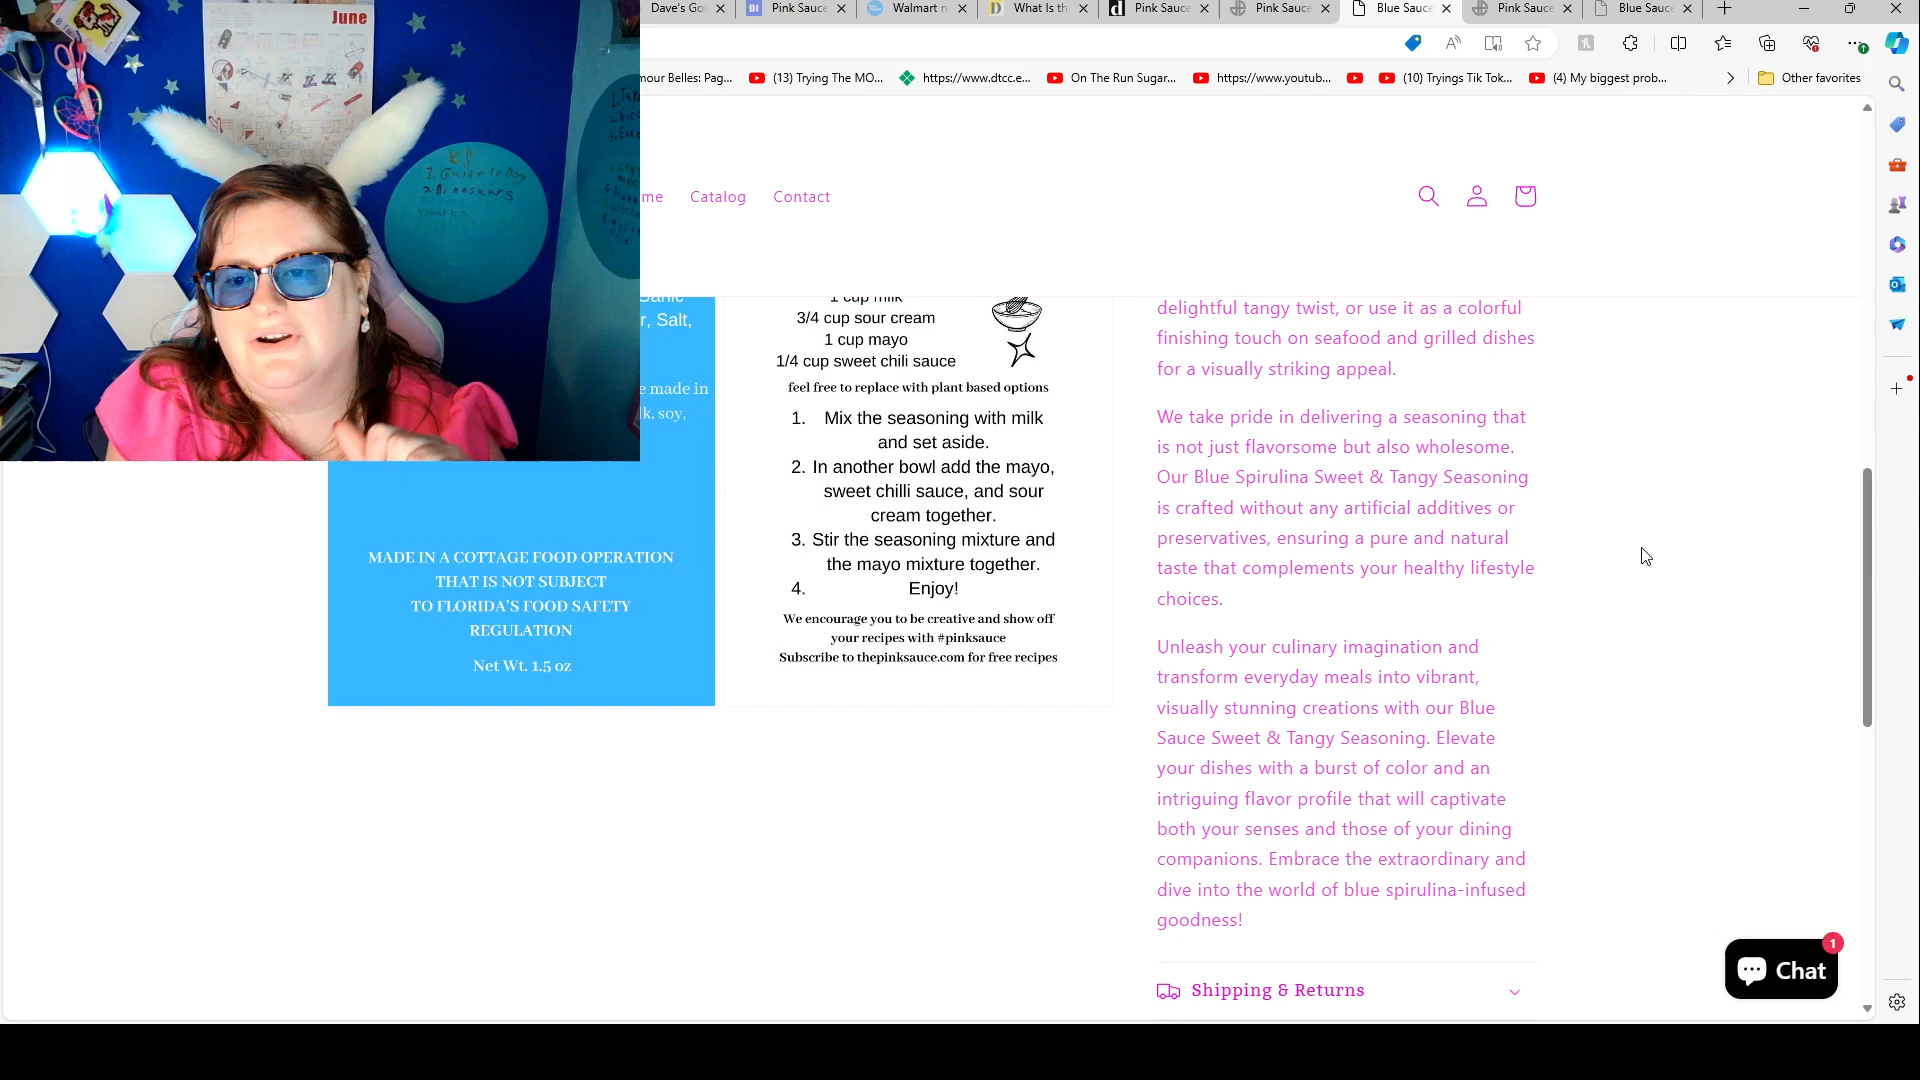 June
Dave's Go
Pink Sauce
Walmart n
What Is th
Pink Sauce
Pink Sauce
Blue Sauce
Pink Sauce
Blue Sauce
mour Belles: Pag...
(13) Trying The MO...
https://www.dtcc.e...
On The Run Sugar...
https://www.youtub...
(10) Tryings Tik Tok...
(4) My biggest prob...
Other favorites
me
Catalog
Contact
r, Salt,
e made in
k, soy,
MADE IN A COTTAGE FOOD OPERATION
THAT IS NOT SUBJECT
TO FLORIDA'S FOOD SAFETY
REGULATION
Net Wt. 1.5 oz
1 cup milk
3/4 cup sour cream
1 cup mayo
1/4 cup sweet chili sauce
feel free to replace with plant based options
1. Mix the seasoning with milk
and set aside.
2. In another bowl add the mayo,
sweet chilli sauce, and sour
cream together.
3. Stir the seasoning mixture and
the mayo mixture together.
4. Enjoy!
We encourage you to be creative and show off
your recipes with #pinksauce
Subscribe to thepinksauce.com for free recipes
delightful tangy twist, or use it as a colorful
finishing touch on seafood and grilled dishes
for a visually striking appeal.
We take pride in delivering a seasoning that
is not just flavorsome but also wholesome.
Our Blue Spirulina Sweet & Tangy Seasoning
is crafted without any artificial additives or
preservatives, ensuring a pure and natural
taste that complements your healthy lifestyle
choices.
Unleash your culinary imagination and
transform everyday meals into vibrant,
visually stunning creations with our Blue
Sauce Sweet & Tangy Seasoning. Elevate
your dishes with a burst of color and an
intriguing flavor profile that will captivate
both your senses and those of your dining
companions. Embrace the extraordinary and
dive into the world of blue spirulina-infused
goodness!
Shipping & Returns
Chat
1